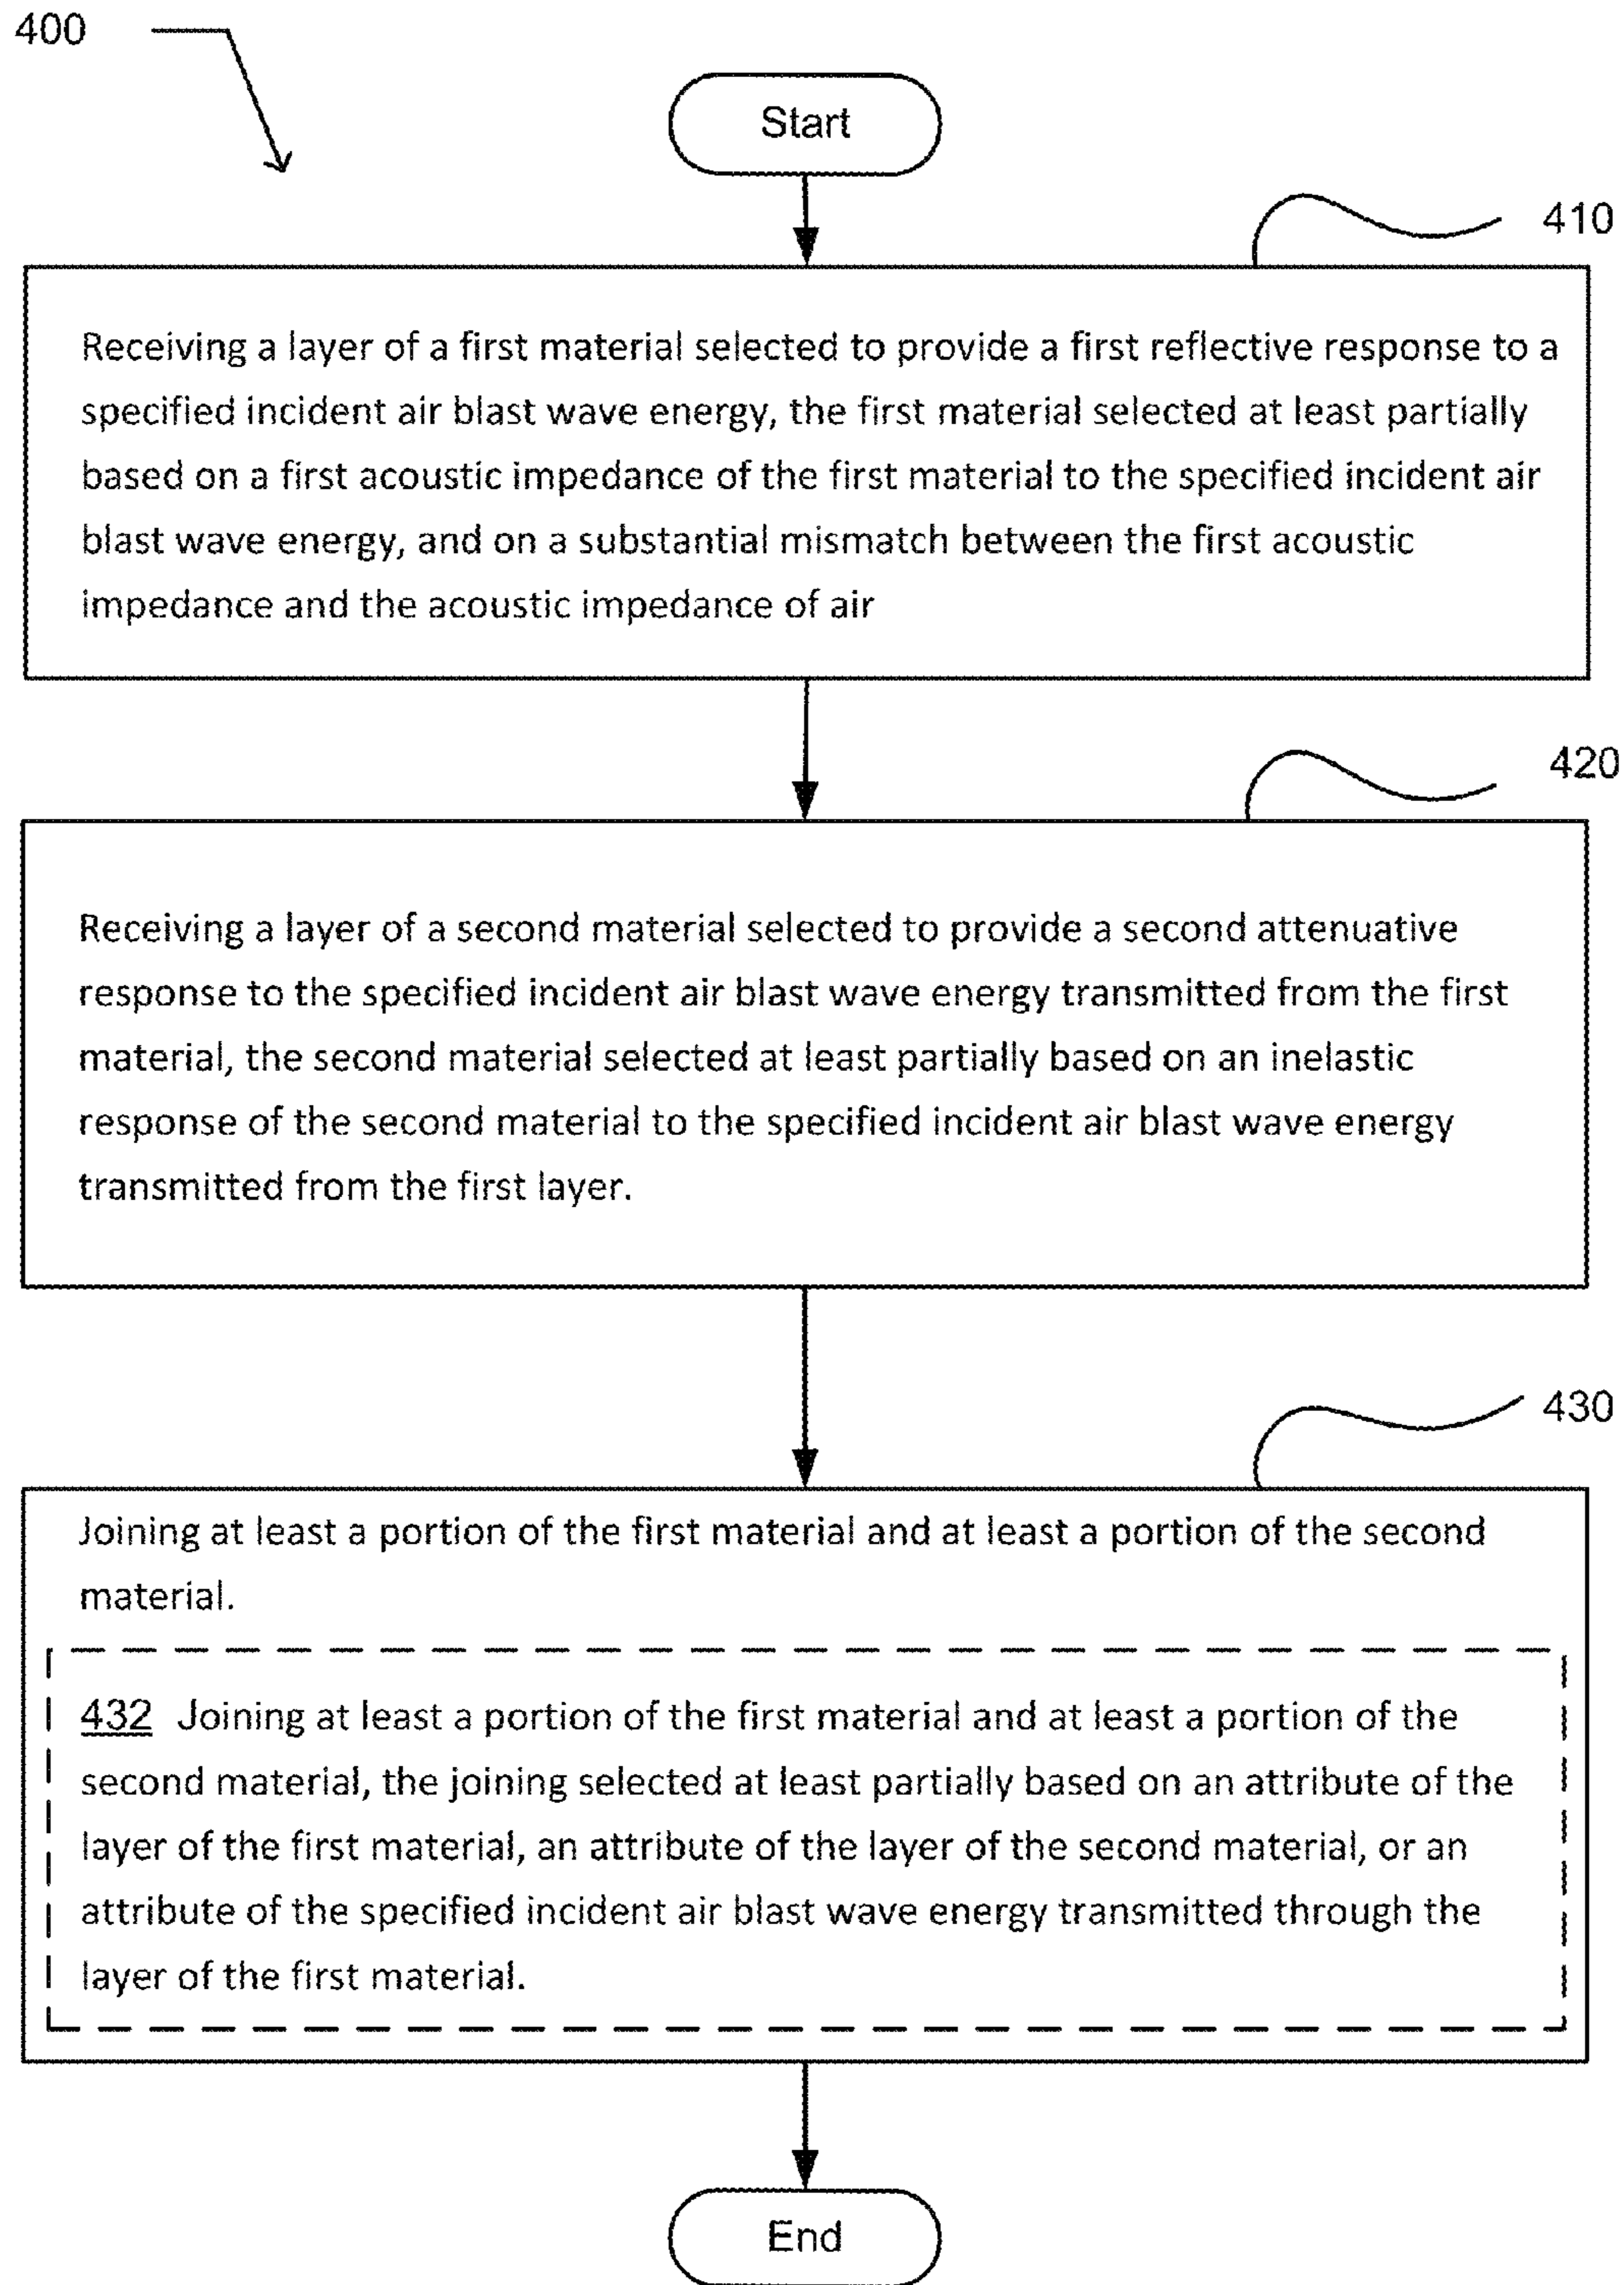 400
Start
410
Receiving a layer of a first material selected to provide a first reflective response to a
specified incident air blast wave energy, the first material selected at least partially
based on a first acoustic impedance of the first material to the specified incident air
blast wave energy, and on a substantial mismatch between the first acoustic
impedance and the acoustic impedance of air
420
Receiving a layer of a second material selected to provide a second attenuative
response to the specified incident air blast wave energy transmitted from the first
material, the second material selected at least partially based on an inelastic
response of the second material to the specified incident air blast wave energy
transmitted from the first layer.
430
Joining at least a portion of the first material and at least a portion of the second
material.
432 Joining at least a portion of the first material and at least a portion of the
second material, the joining selected at least partially based on an attribute of the
layer of the first material, an attribute of the layer of the second material, or an
attribute of the specified incident air blast wave energy transmitted through the
layer of the first material.
End